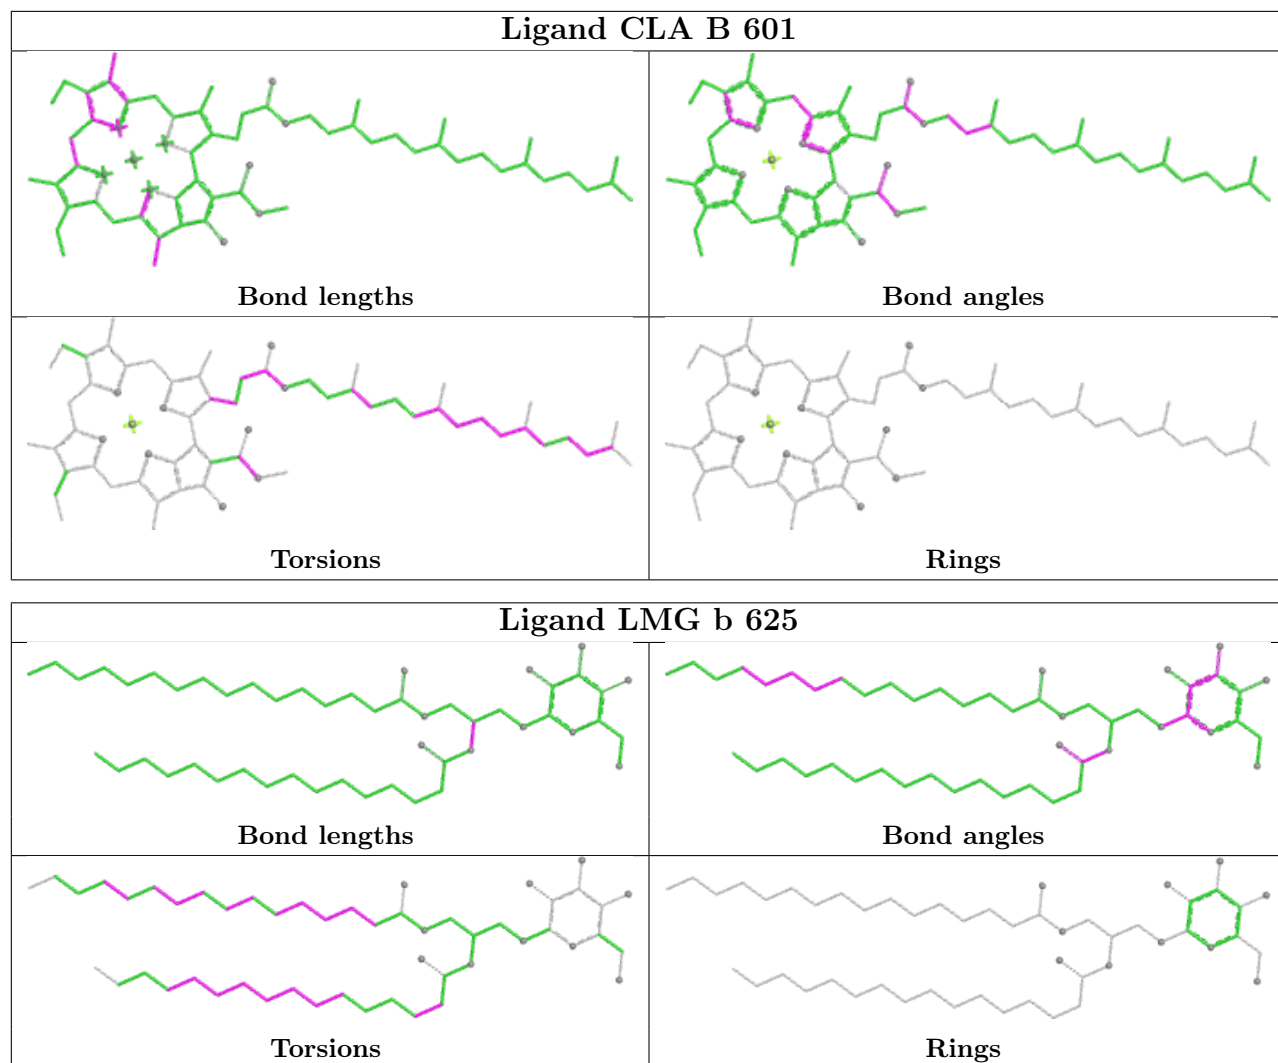 Ligand CLA B 601
Bond lengths
Bond angles
Torsions
Rings
Ligand LMG b 625
Bond lengths
Bond angles
Torsions
Rings